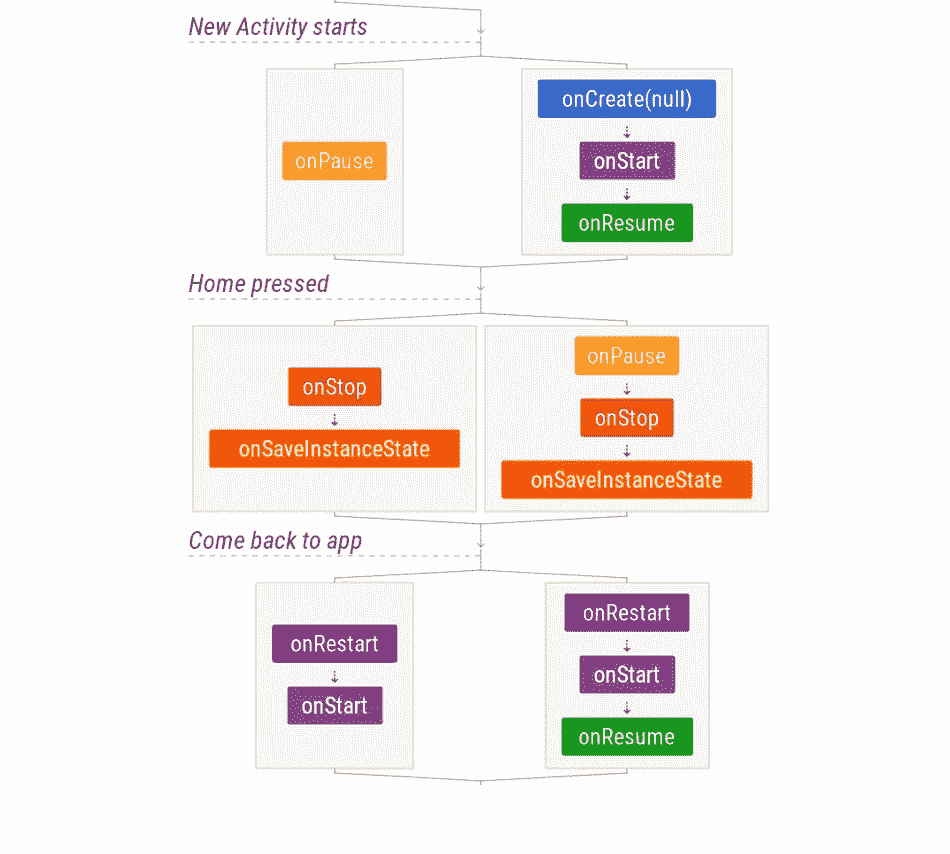 New Activity starts
onPause
onCreate(null)
onStart
onResume
Home pressed
onStop
onSaveInstanceState
onPause
onStop
onSaveInstanceState
Come back to app
onRestart
onStart
onRestart
onStart
onResume